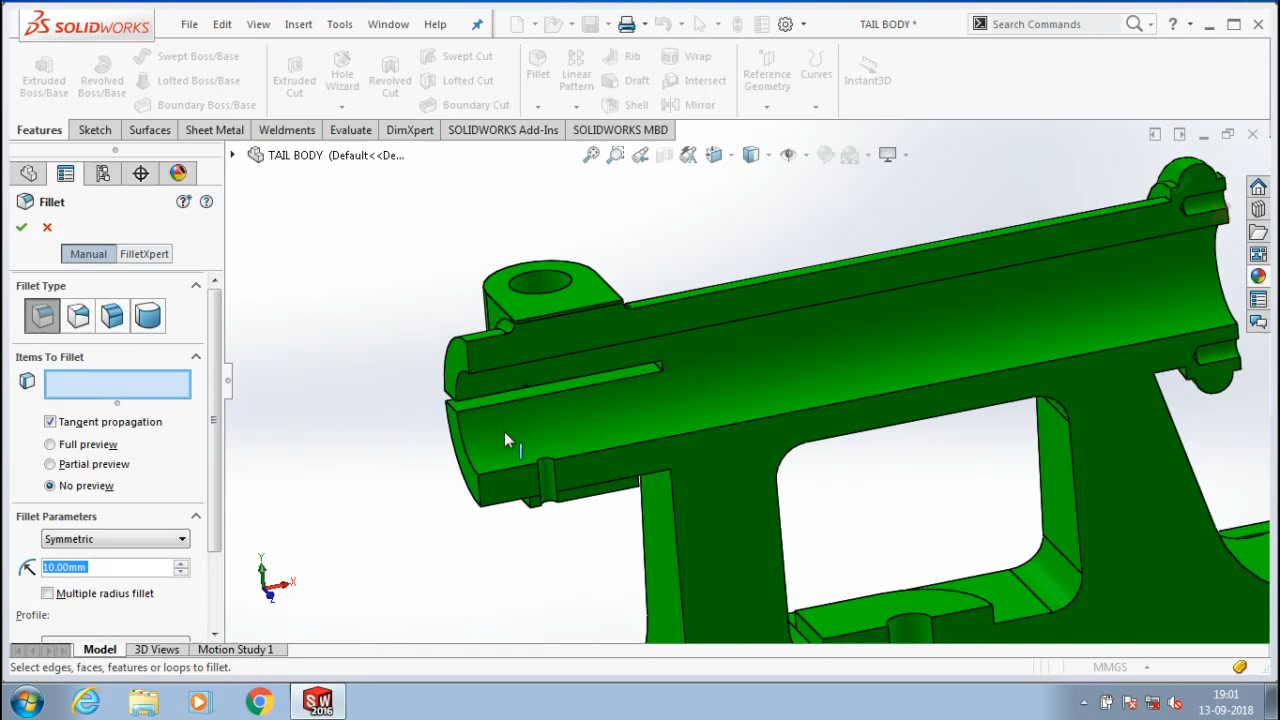 SOLIDWORKS File Edit View Insert Tools Window Help TAIL BODY * Search Commands ?
Extruded Boss/Base
Revolved Boss/Base
Swept Boss/Base
Lofted Boss/Base
Boundary Boss/Base
Extruded Cut
Hole Wizard
Revolved Cut
Swept Cut
Lofted Cut
Boundary Cut
Fillet
Linear Pattern
Rib
Draft
Shell
Wrap
Intersect
Mirror
Reference Geometry
Curves
Instant3D
Features Sketch Surfaces Sheet Metal Weldments Evaluate DimXpert SOLIDWORKS Add-Ins SOLIDWORKS MBD
TAIL BODY (Default<<De...
Fillet
Manual FilletXpert
Fillet Type
Items To Fillet
Tangent propagation
Full preview
Partial preview
No preview
Fillet Parameters
Symmetric
10.00mm
Multiple radius fillet
Profile:
Y
X
Z
Model 3D Views Motion Study 1
Select edges, faces, features or loops to fillet. MMGS
SW 2016
19:01
13-09-2018